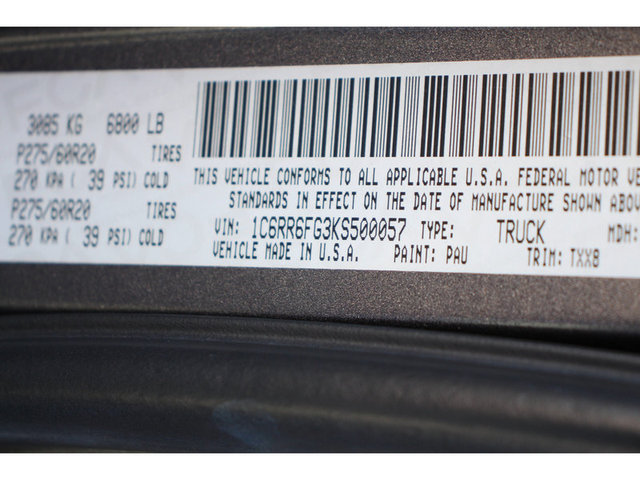 3085 KG 6800 LB
P275/60R20 TIRES
270 KPA ( 39 PSI) COLD
P275/60R20 TIRES
270 KPA ( 39 PSI) COLD
THIS VEHICLE CONFORMS TO ALL APPLICABLE U.S.A. FEDERAL MOTOR VE
STANDARDS IN EFFECT ON THE DATE OF MANUFACTURE SHOWN ABOV
VIN: 1C6RR6FG3KS500057 TYPE: TRUCK MDH:
VEHICLE MADE IN U.S.A. PAINT: PAU TRIM: TXX8